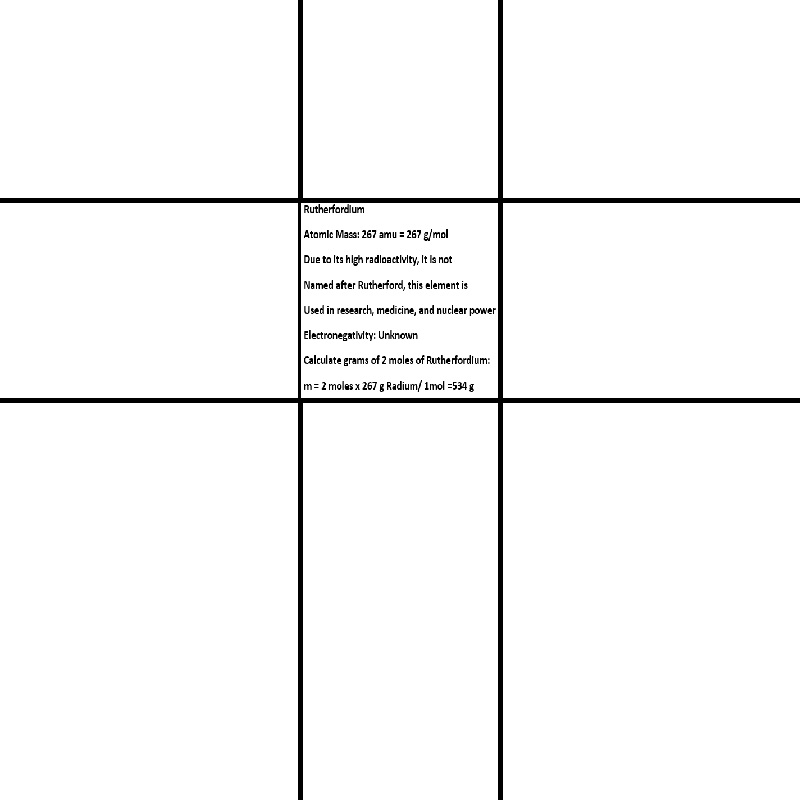 Rutherfordium
Atomic Mass: 267 amu = 267 g/mol
Due to its high radioactivity, it is not
Named after Rutherford, this element is
Used in research, medicine, and nuclear power
Electronegativity: Unknown
Calculate grams of 2 moles of Rutherfordium:
m = 2 moles x 267 g Radium/ 1mol =534 g